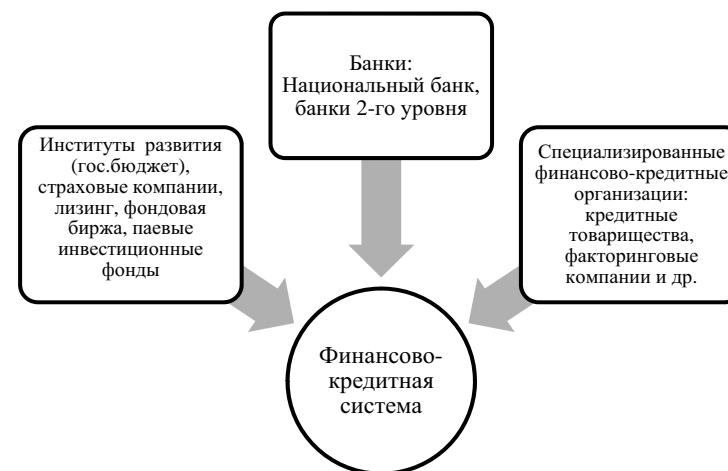 Банки:
Национальный банк,
банки 2-го уровня
Институты развития
(гос.бюджет),
страховые компании,
лизинг, фондовая
биржа, паевые
инвестиционные
фонды
Специализированные
финансово-кредитные
организации:
кредитные
товарищества,
факторинговые
компании и др.
Финансово-
кредитная
система